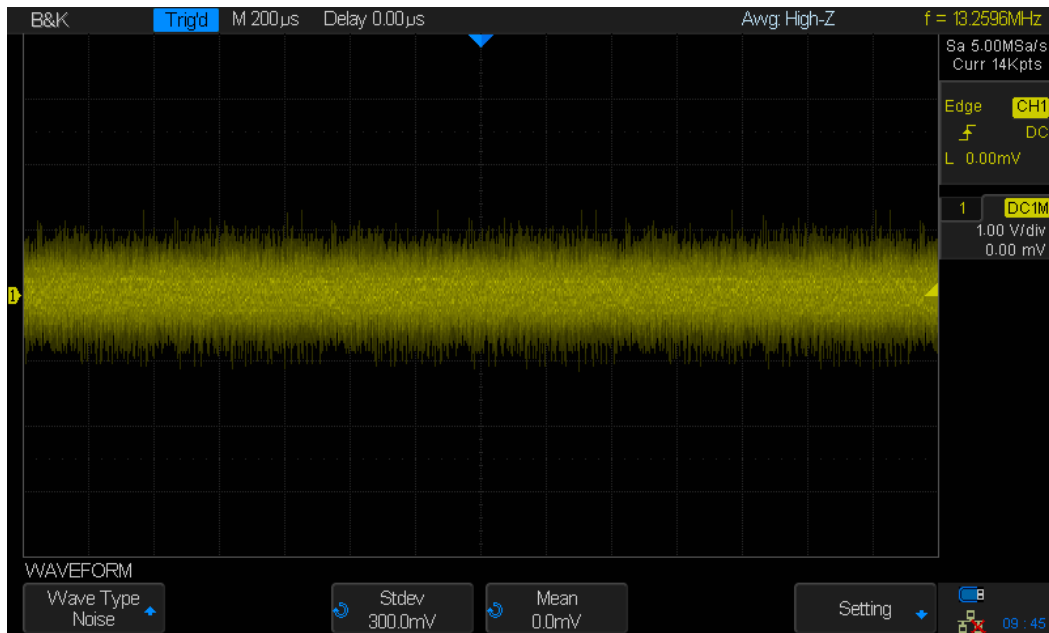 B&K Trig'd M 200µs Delay 0.00µs Awg: High-Z f = 13.2596MHz
Sa 5.00MSa/s
Curr 14Kpts
Edge CH1
DC
L 0.00mV
1 DC1M
1.00 V/div
0.00 mV
1
WAVEFORM
Wave Type
Noise
Stdev
300.0mV
Mean
0.0mV
Setting
09 : 45